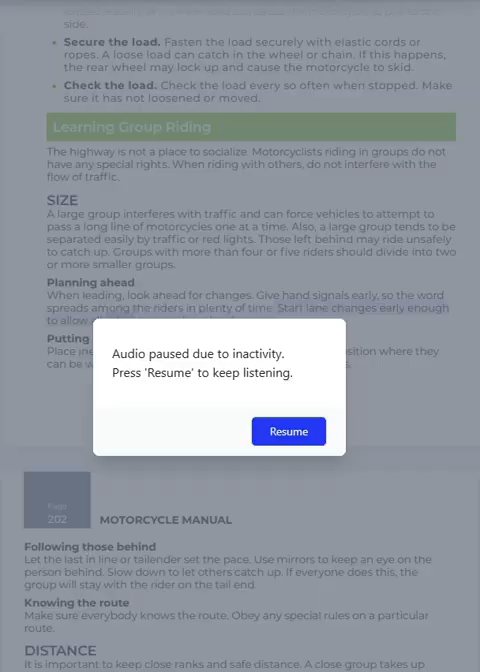 side.
• Secure the load. Fasten the load securely with elastic cords or
ropes. A loose load can catch in the wheel or chain. If this happens,
the rear wheel may lock up and cause the motorcycle to skid.
• Check the load. Check the load every so often when stopped. Make
sure it has not loosened or moved.
Learning Group Riding
The highway is not a place to socialize. Motorcyclists riding in groups do not
have any special rights. When riding with others, do not interfere with the
flow of traffic.
SIZE
A large group interferes with traffic and can force vehicles to attempt to
pass a long line of motorcycles one at a time. Also, a large group tends to be
separated easily by traffic or red lights. Those left behind may ride unsafely
to catch up. Groups with more than four or five riders should divide into two
or more smaller groups.
Planning ahead
When leading, look ahead for changes. Give hand signals early, so the word
spreads among the riders in plenty of time. Start lane changes early enough
to allow
Putting
Place
position where they
can be
Audio paused due to inactivity.
Press 'Resume' to keep listening.
Resume
Page
202
MOTORCYCLE MANUAL
Following those behind
Let the last in line or tailender set the pace. Use mirrors to keep an eye on the
person behind. Slow down to let others catch up. If everyone does this, the
group will stay with the rider on the tail end.
Knowing the route
Make sure everybody knows the route. Obey any special rules on a particular
route.
DISTANCE
It is important to keep close ranks and safe distance. A close group takes up